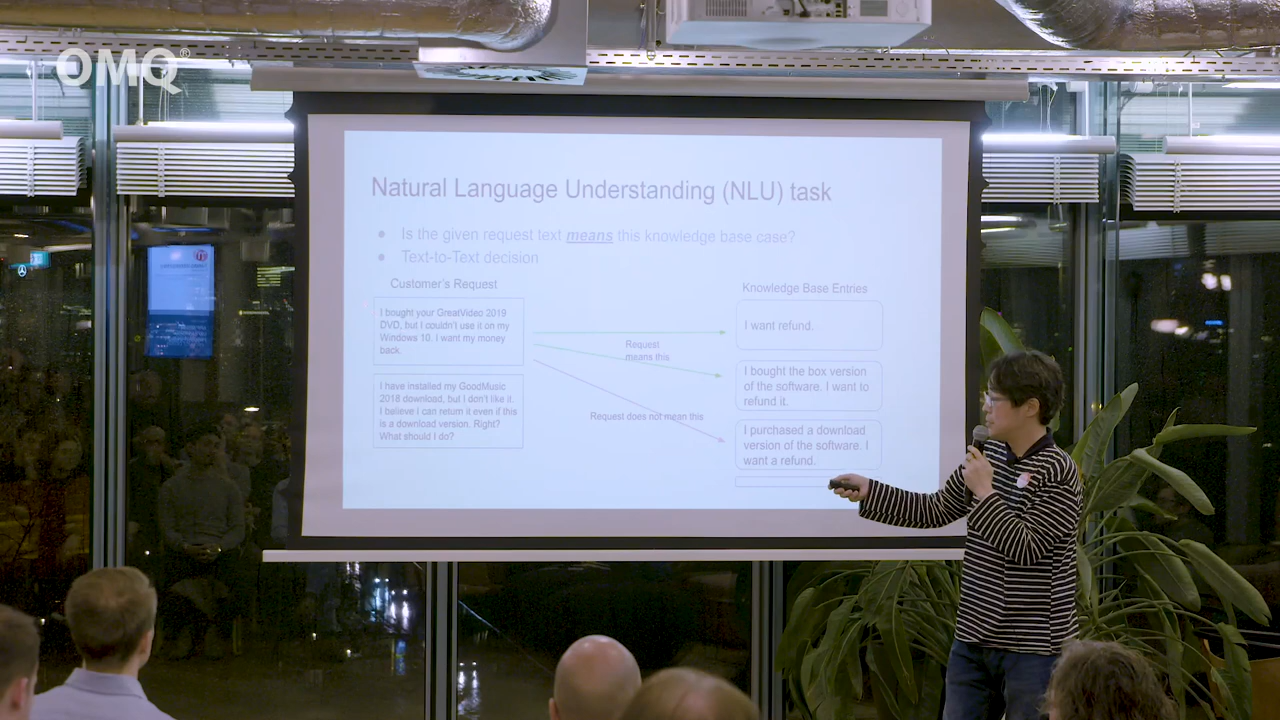 OMQ®
Natural Language Understanding (NLU) task
● Is the given request text means this knowledge base case?
● Text-to-Text decision
Customer's Request
I bought your GreatVideo 2019
DVD, but I couldn't use it on my
Windows 10. I want my money
back.
I have installed my GoodMusic
2018 download, but I don't like it.
I believe I can return it even if this
is a download version. Right?
What should I do?
Request
means this
Request does not mean this
Knowledge Base Entries
I want refund.
I bought the box version
of the software. I want to
refund it.
I purchased a download
version of the software. I
want a refund.